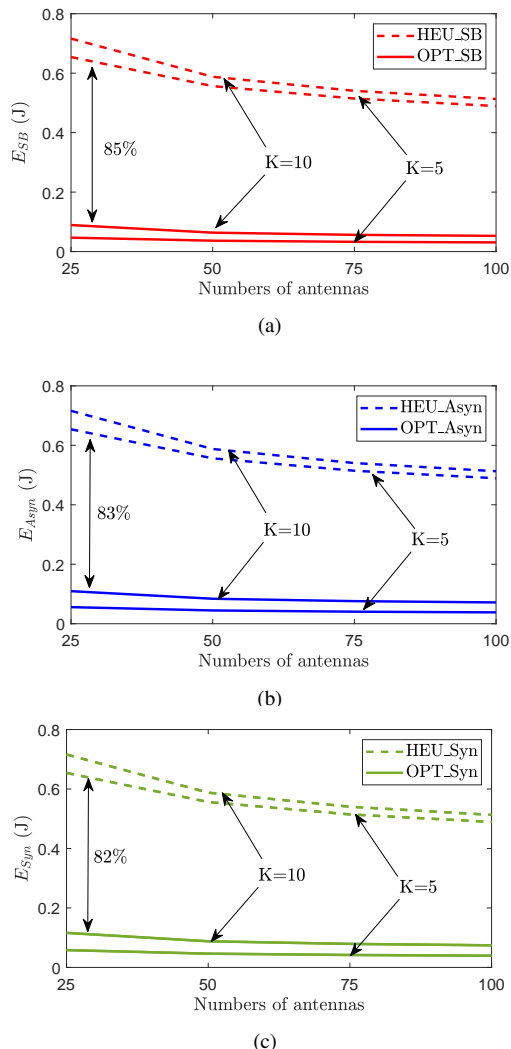 0.8
HEU_SB
OPT_SB
0.6
E_SB (J)
0.4
85%
K=10
K=5
0.2
0
25 50 75 100
Numbers of antennas
(a)
0.8
HEU_Asyn
OPT_Asyn
0.6
E_Asyn (J)
0.4
83%
K=10
K=5
0.2
0
25 50 75 100
Numbers of antennas
(b)
0.8
HEU_Syn
OPT_Syn
0.6
E_Syn (J)
0.4
82%
K=10
K=5
0.2
0
25 50 75 100
Numbers of antennas
(c)